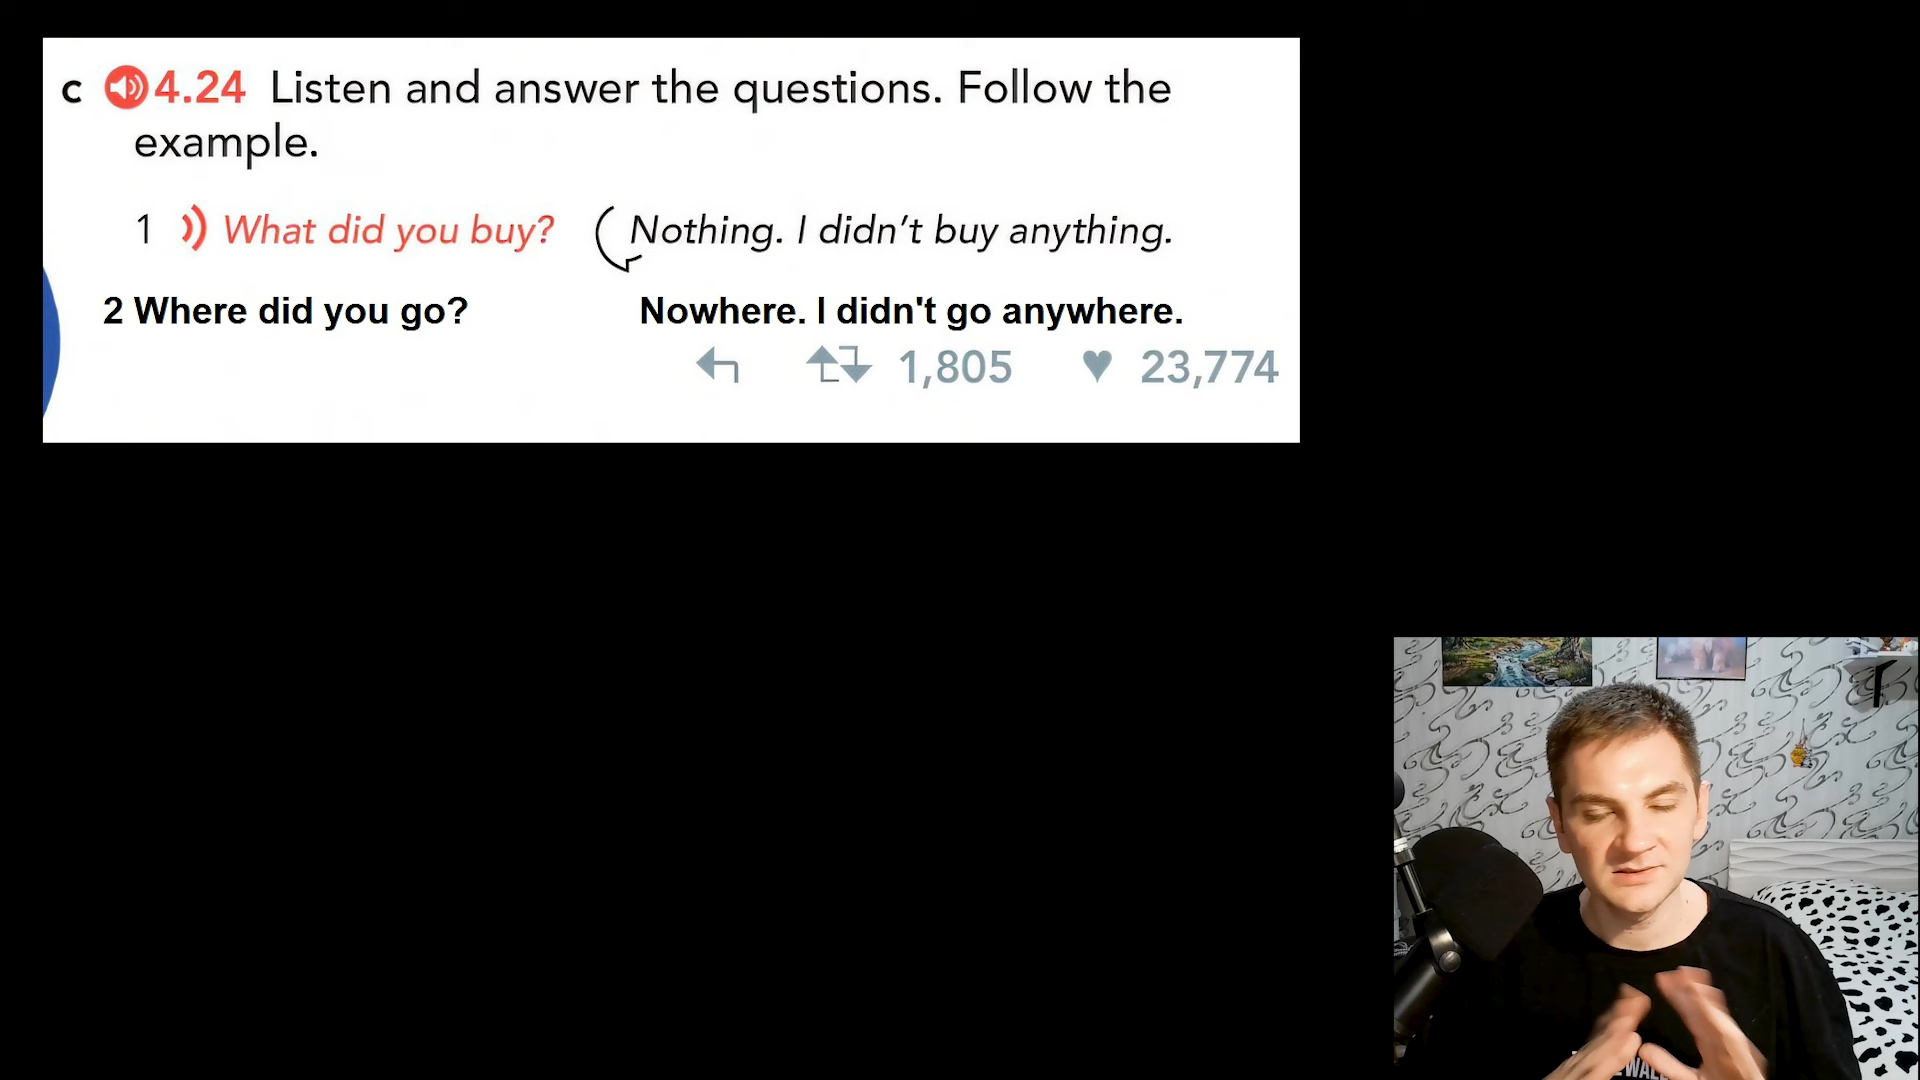 c 4.24 Listen and answer the questions. Follow the
example.
1 What did you buy? Nothing. I didn't buy anything.
2 Where did you go? Nowhere. I didn't go anywhere.
1,805 23,774